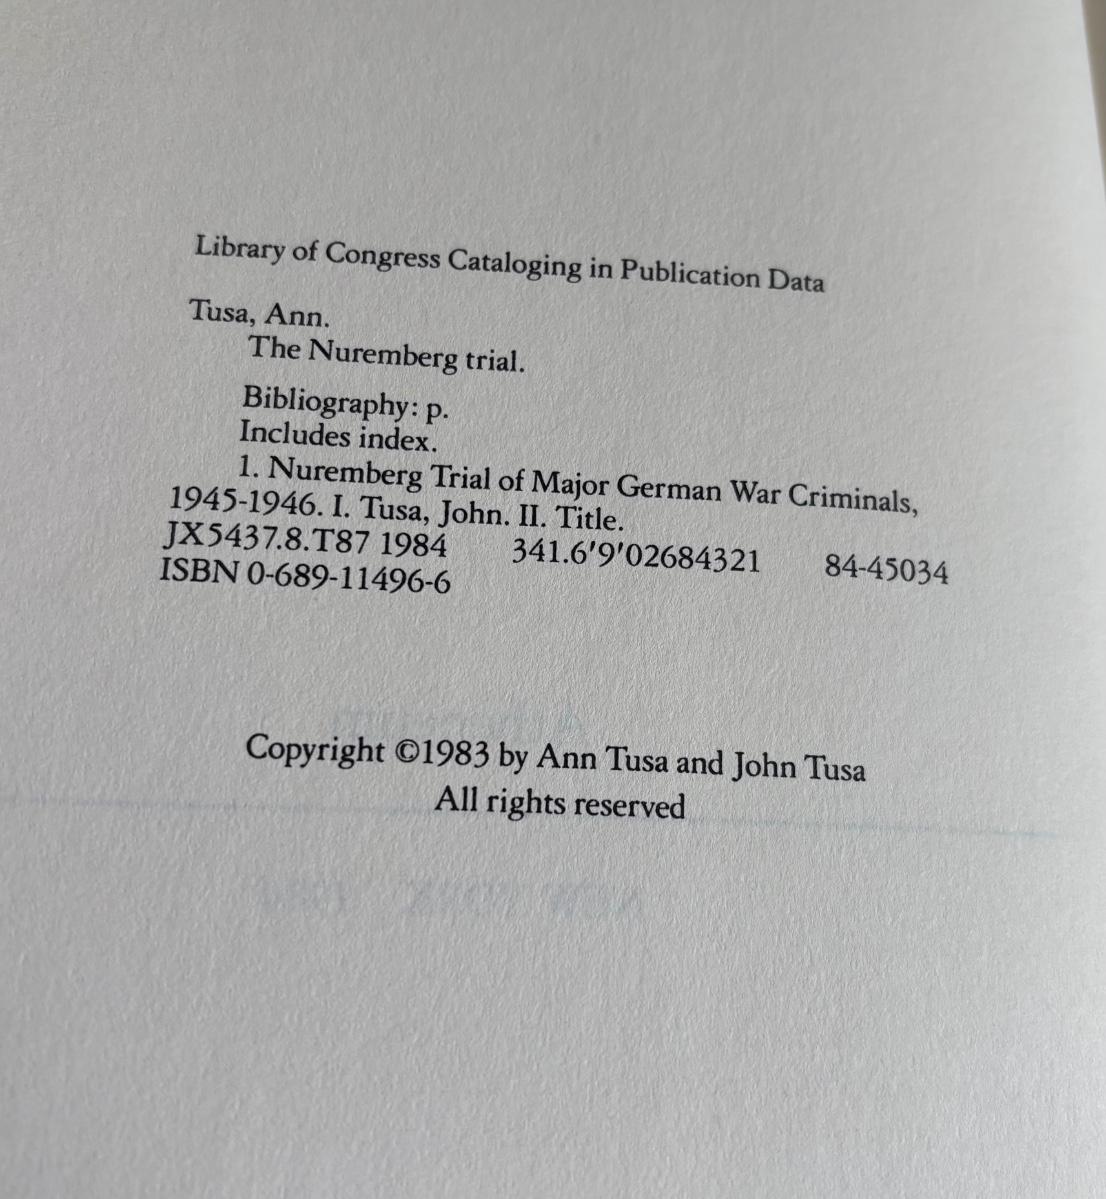 Library of Congress Cataloging in Publication Data
Tusa, Ann.
The Nuremberg trial.
Bibliography: p.
Includes index.
1. Nuremberg Trial of Major German War Criminals,
1945-1946. I. Tusa, John. II. Title.
JX5437.8.T87 1984 341.6'9'02684321 84-45034
ISBN 0-689-11496-6
Copyright ©1983 by Ann Tusa and John Tusa
All rights reserved